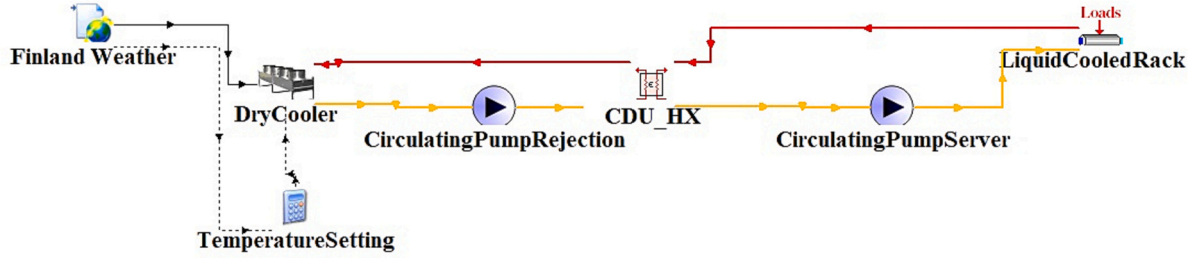 Loads
Finland Weather
LiquidCooledRack
DryCooler
CDU_HX
CirculatingPumpRejection
CirculatingPumpServer
TemperatureSetting